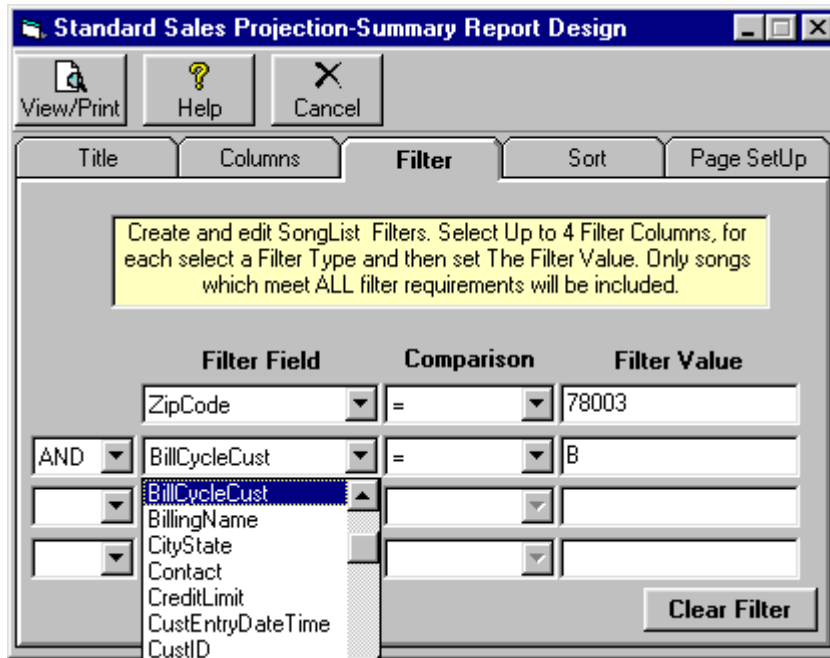 Standard Sales Projection-Summary Report Design
View/Print Help Cancel
Title Columns Filter Sort Page SetUp
Create and edit SongList Filters. Select Up to 4 Filter Columns, for
each select a Filter Type and then set The Filter Value. Only songs
which meet ALL filter requirements will be included.
Filter Field Comparison Filter Value
ZipCode = 78003
AND BillCycleCust = B
BillCycleCust
BillingName
CityState
Contact
CreditLimit
CustEntryDateTime
CustID
Clear Filter